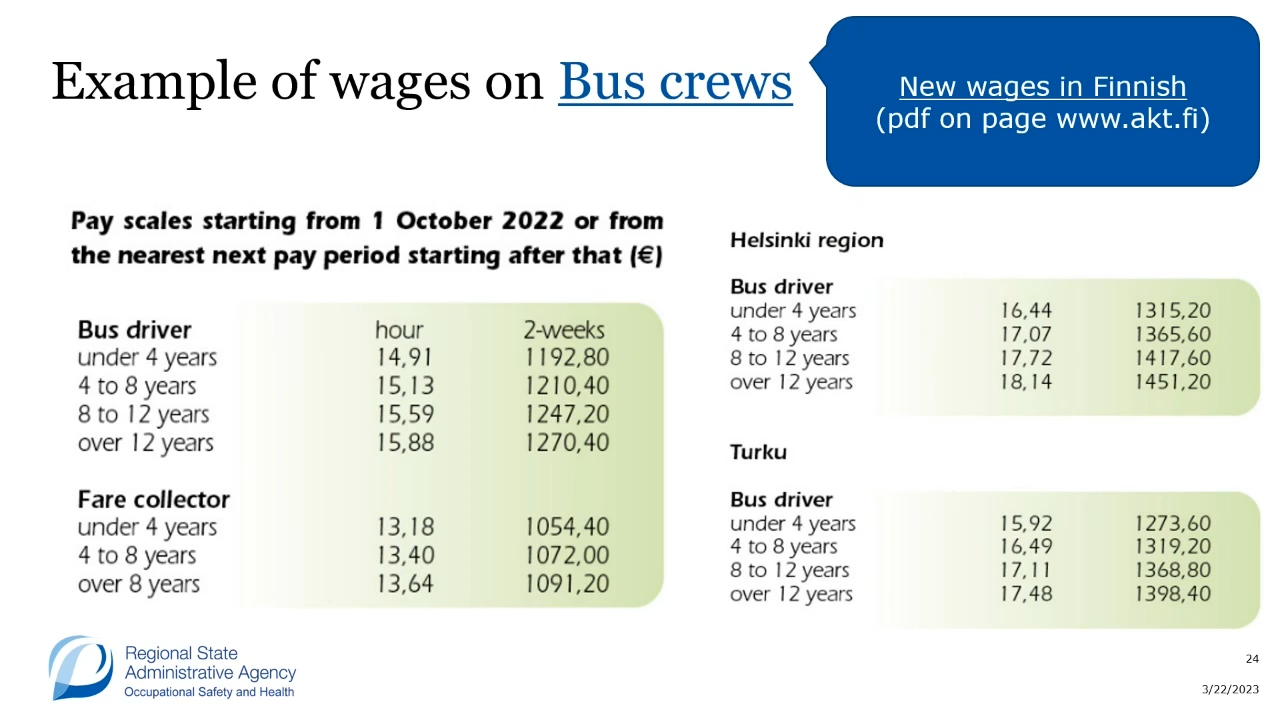 Example of wages on Bus crews
New wages in Finnish
(pdf on page www.akt.fi)
Pay scales starting from 1 October 2022 or from
the nearest next pay period starting after that (€)
Bus driver hour 2-weeks
under 4 years 14,91 1192,80
4 to 8 years 15,13 1210,40
8 to 12 years 15,59 1247,20
over 12 years 15,88 1270,40
Fare collector
under 4 years 13,18 1054,40
4 to 8 years 13,40 1072,00
over 8 years 13,64 1091,20
Helsinki region
Bus driver
under 4 years 16,44 1315,20
4 to 8 years 17,07 1365,60
8 to 12 years 17,72 1417,60
over 12 years 18,14 1451,20
Turku
Bus driver
under 4 years 15,92 1273,60
4 to 8 years 16,49 1319,20
8 to 12 years 17,11 1368,80
over 12 years 17,48 1398,40
Regional State
Administrative Agency
Occupational Safety and Health
24
3/22/2023